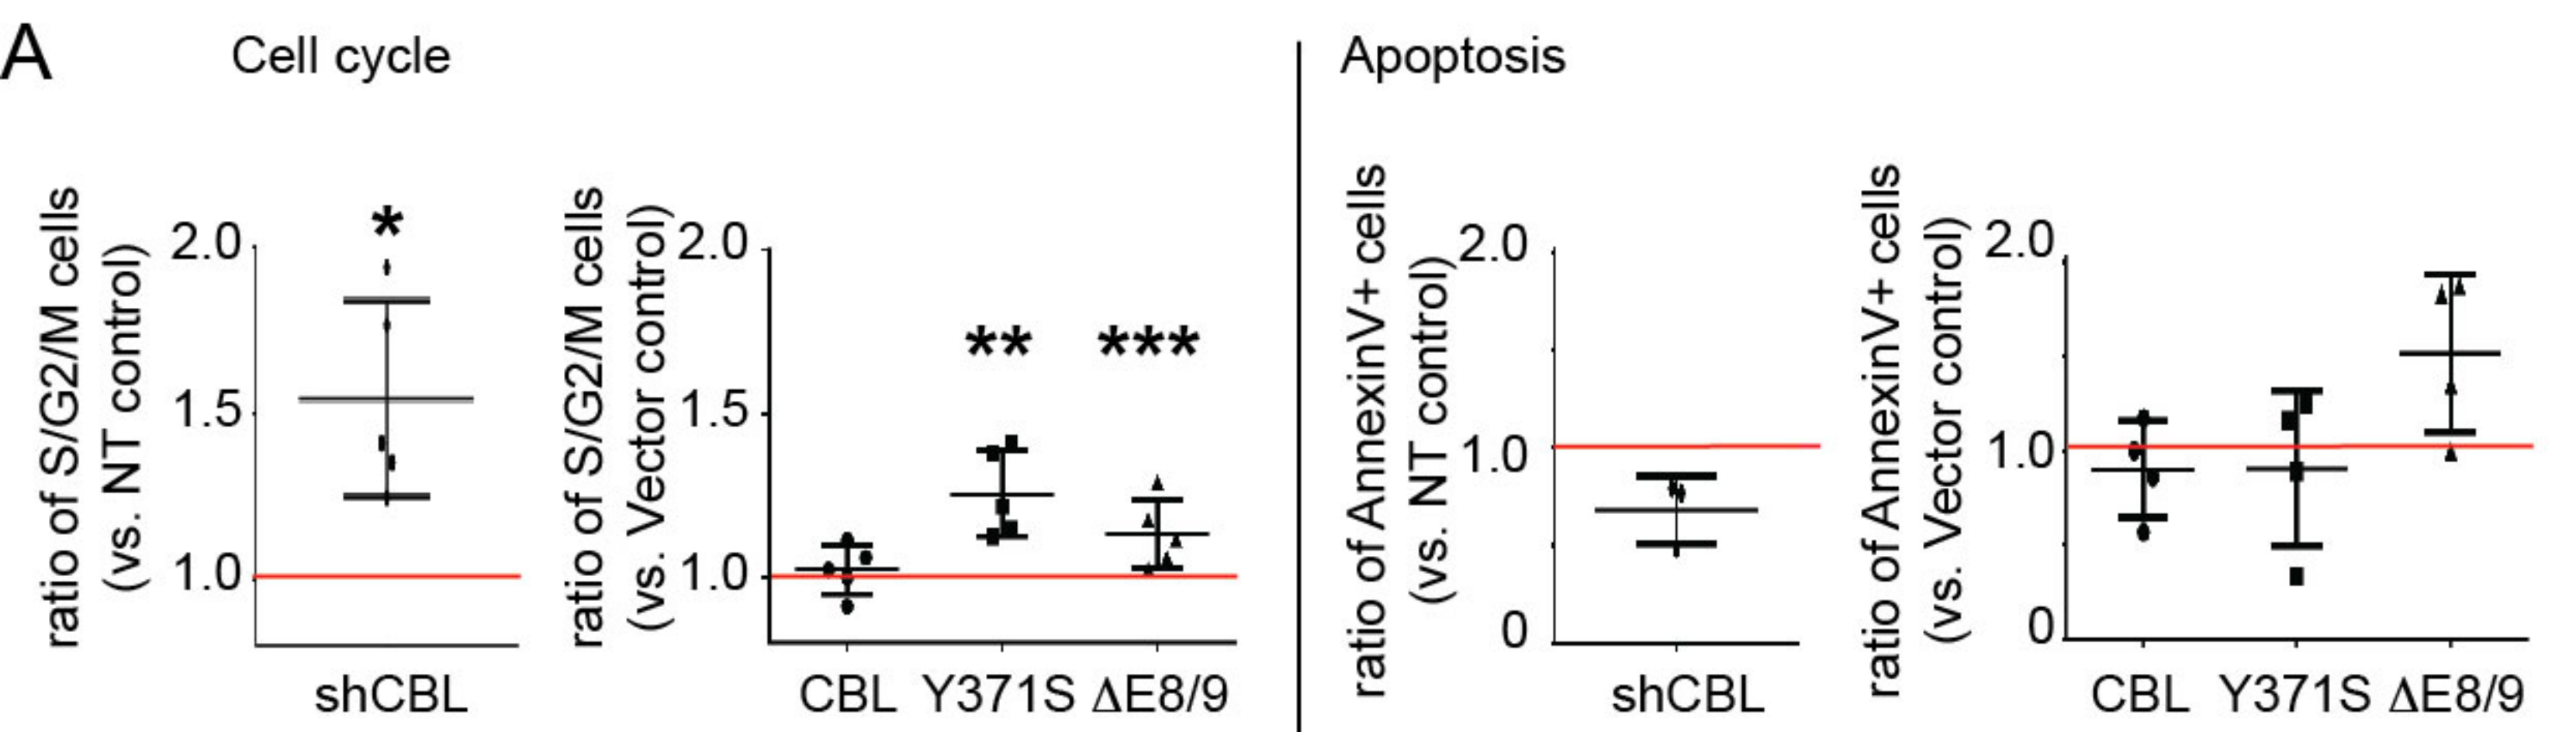 A
Cell cycle
Apoptosis
ratio of S/G2/M cells
(vs. NT control)
2.0
1.5
1.0
*
shCBL
ratio of S/G2/M cells
(vs. Vector control)
2.0
1.5
1.0
**
***
CBL
Y371S
ΔE8/9
ratio of AnnexinV+ cells
(vs. NT control)
2.0
1.0
0
shCBL
ratio of AnnexinV+ cells
(vs. Vector control)
2.0
1.0
0
CBL
Y371S
ΔE8/9